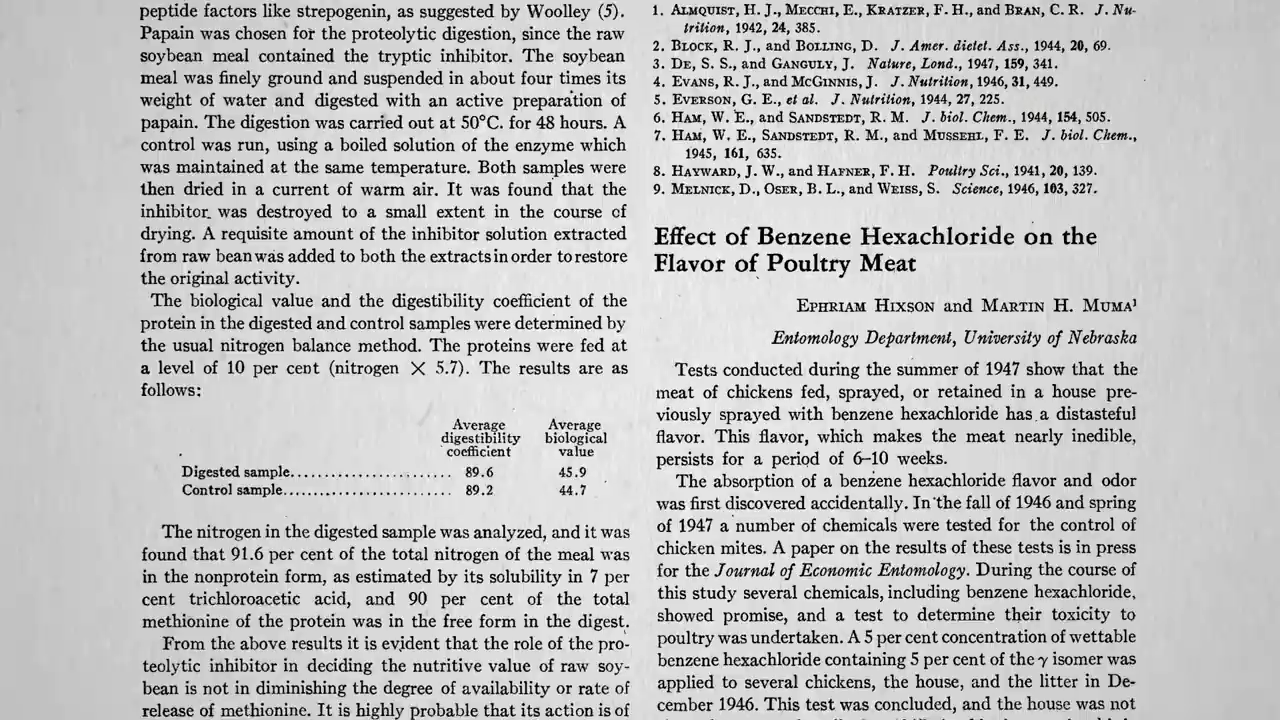 peptide factors like strepogenin, as suggested by Woolley (5).
Papain was chosen for the proteolytic digestion, since the raw
soybean meal contained the tryptic inhibitor. The soybean
meal was finely ground and suspended in about four times its
weight of water and digested with an active preparation of
papain. The digestion was carried out at 50°C. for 48 hours. A
control was run, using a boiled solution of the enzyme which
was maintained at the same temperature. Both samples were
then dried in a current of warm air. It was found that the
inhibitor was destroyed to a small extent in the course of
drying. A requisite amount of the inhibitor solution extracted
from raw bean was added to both the extracts in order to restore
the original activity.
The biological value and the digestibility coefficient of the
protein in the digested and control samples were determined by
the usual nitrogen balance method. The proteins were fed at
a level of 10 per cent (nitrogen × 5.7). The results are as
follows:
Average digestibility coefficient
Average biological value
Digested sample........................... 89.6 45.9
Control sample............................ 89.2 44.7
The nitrogen in the digested sample was analyzed, and it was
found that 91.6 per cent of the total nitrogen of the meal was
in the nonprotein form, as estimated by its solubility in 7 per
cent trichloroacetic acid, and 90 per cent of the total
methionine of the protein was in the free form in the digest.
From the above results it is evident that the role of the pro-
teolytic inhibitor in deciding the nutritive value of raw soy-
bean is not in diminishing the degree of availability or rate of
release of methionine. It is highly probable that its action is of
1. ALMQUIST, H. J., MECCHI, E., KRATZER, F. H., and BRAN, C. R. J. Nu-
trition, 1942, 24, 385.
2. BLOCK, R. J., and BOLLING, D. J. Amer. dietet. Ass., 1944, 20, 69.
3. DE, S. S., and GANGULY, J. Nature, Lond., 1947, 159, 341.
4. EVANS, R. J., and MCGINNIS, J. J. Nutrition, 1946, 31, 449.
5. EVERSON, G. E., et al. J. Nutrition, 1944, 27, 225.
6. HAM, W. E., and SANDSTEDT, R. M. J. biol. Chem., 1944, 154, 505.
7. HAM, W. E., SANDSTEDT, R. M., and MUSSEHL, F. E. J. biol. Chem.,
1945, 161, 635.
8. HAYWARD, J. W., and HAFNER, F. H. Poultry Sci., 1941, 20, 139.
9. MELNICK, D., OSER, B. L., and WEISS, S. Science, 1946, 103, 327.
Effect of Benzene Hexachloride on the
Flavor of Poultry Meat
EPHRIAM HIXSON and MARTIN H. MUMA¹
Entomology Department, University of Nebraska
Tests conducted during the summer of 1947 show that the
meat of chickens fed, sprayed, or retained in a house pre-
viously sprayed with benzene hexachloride has a distasteful
flavor. This flavor, which makes the meat nearly inedible,
persists for a period of 6–10 weeks.
The absorption of a benzene hexachloride flavor and odor
was first discovered accidentally. In the fall of 1946 and spring
of 1947 a number of chemicals were tested for the control of
chicken mites. A paper on the results of these tests is in press
for the Journal of Economic Entomology. During the course of
this study several chemicals, including benzene hexachloride,
showed promise, and a test to determine their toxicity to
poultry was undertaken. A 5 per cent concentration of wettable
benzene hexachloride containing 5 per cent of the γ isomer was
applied to several chickens, the house, and the litter in De-
cember 1946. This test was concluded, and the house was not